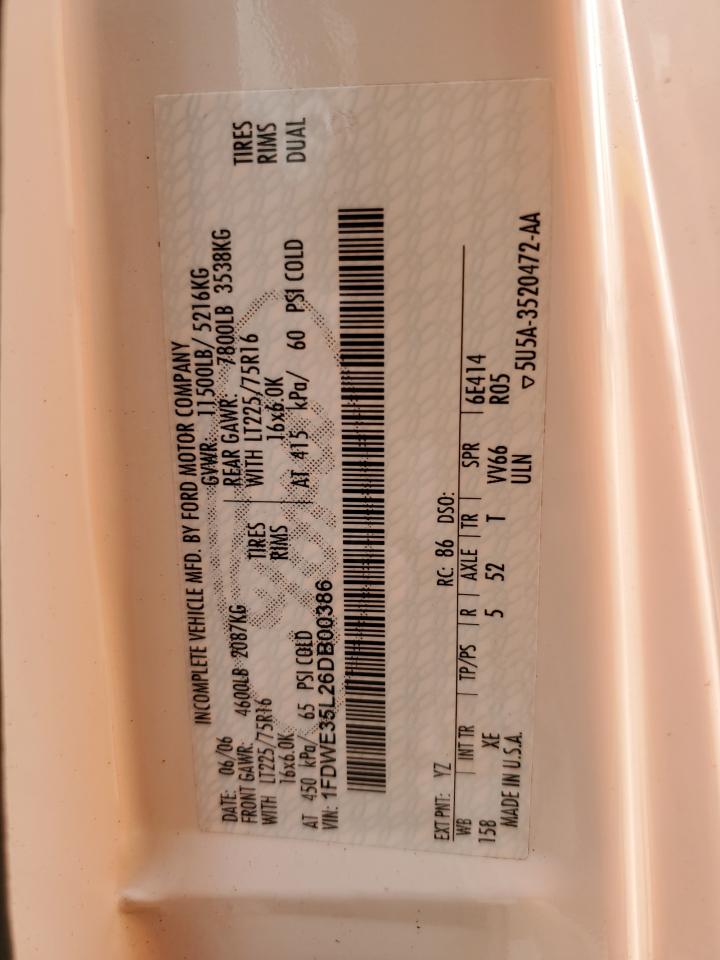 INCOMPLETE VEHICLE MFD. BY FORD MOTOR COMPANY
DATE: 06/06 GVWR: 11500LB/ 5216KG
FRONT GAWR: 4600LB 2087KG REAR GAWR: 7800LB 3538KG
WITH LT225/75R16 TIRES WITH LT225/75R16 TIRES
16x6.0K RIMS 16x6.0K RIMS
AT 450 kPa/ 65 PSI COLD AT 415 kPa/ 60 PSI COLD DUAL
VIN: 1FDWE35L26DB00386
EXT PNT: YZ RC: 86 DSO:
WB INT TR TP/PS R AXLE TR SPR
158 XE 5 52 T VV66 6E414
MADE IN U.S.A. ULN R05
▽5U5A-3520472-AA